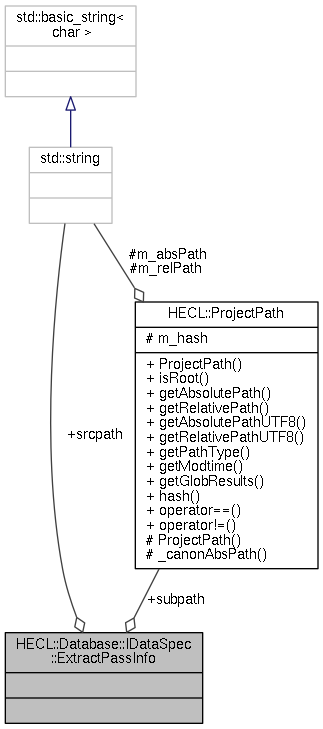 std::basic_string<
char >
std::string
#m_absPath
#m_relPath
HECL::ProjectPath
# m_hash
+ ProjectPath()
+ isRoot()
+ getAbsolutePath()
+ getRelativePath()
+ getAbsolutePathUTF8()
+ getRelativePathUTF8()
+ getPathType()
+ getModtime()
+ getGlobResults()
+ hash()
+ operator==()
+ operator!=()
# ProjectPath()
# _canonAbsPath()
+srcpath
+subpath
HECL::Database::IDataSpec
::ExtractPassInfo